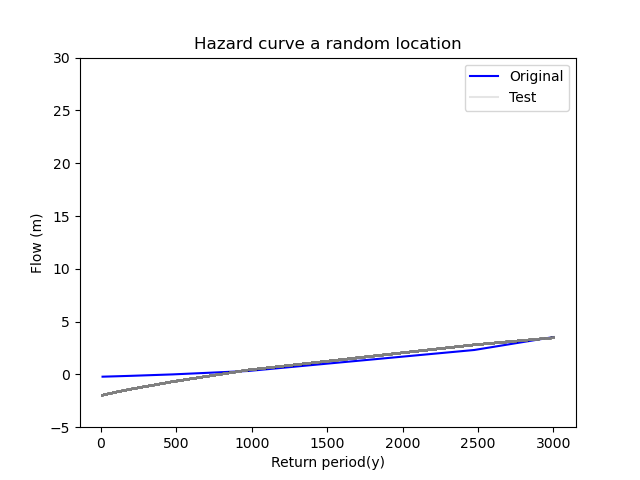 Hazard curve a random location
Original
Test
30
25
20
15
10
5
0
−5
Flow (m)
0 500 1000 1500 2000 2500 3000
Return period(y)